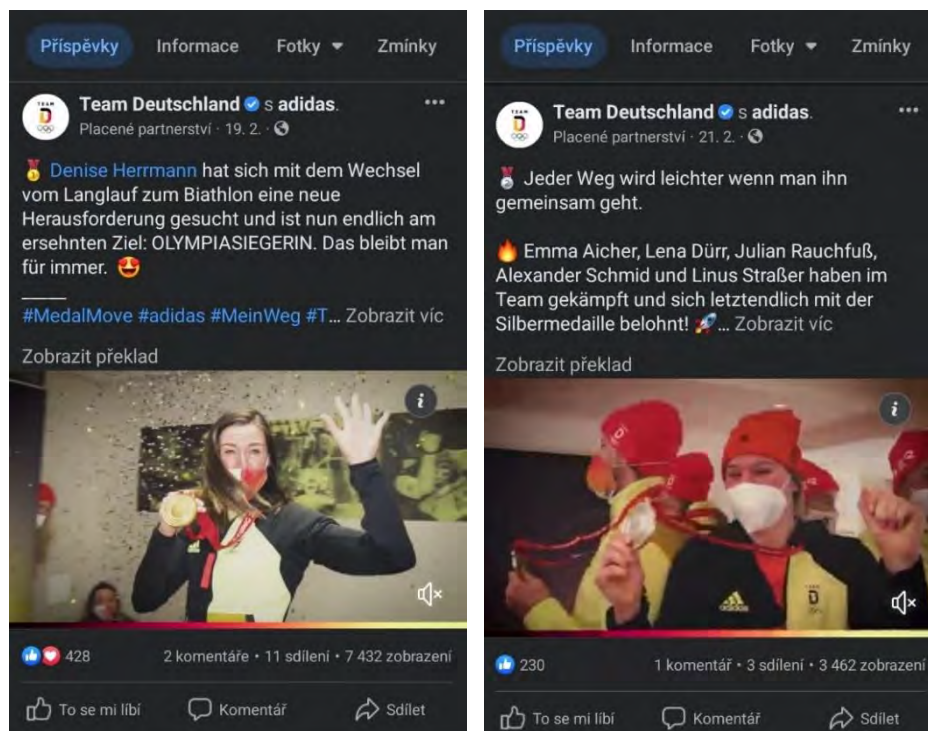 Příspěvky Informace Fotky Zmínky
Team Deutschland s adidas.
Placené partnerství · 19. 2. ·
Denise Herrmann hat sich mit dem Wechsel
vom Langlauf zum Biathlon eine neue
Herausforderung gesucht und ist nun endlich am
ersehnten Ziel: OLYMPIASIEGERIN. Das bleibt man
für immer.
#MedalMove #adidas #MeinWeg #T... Zobrazit víc
Zobrazit překlad
428 2 komentáře • 11 sdílení • 7 432 zobrazení
To se mi líbí Komentář Sdílet
Příspěvky Informace Fotky Zmínky
TEAM D
Team Deutschland s adidas.
Placené partnerství · 21. 2. ·
Jeder Weg wird leichter wenn man ihn
gemeinsam geht.
Emma Aicher, Lena Dürr, Julian Rauchfuß,
Alexander Schmid und Linus Straßer haben im
Team gekämpft und sich letztendlich mit der
Silbermedaille belohnt! ... Zobrazit víc
Zobrazit překlad
adidas
230 1 komentář • 3 sdílení • 3 462 zobrazení
To se mi líbí Komentář Sdílet